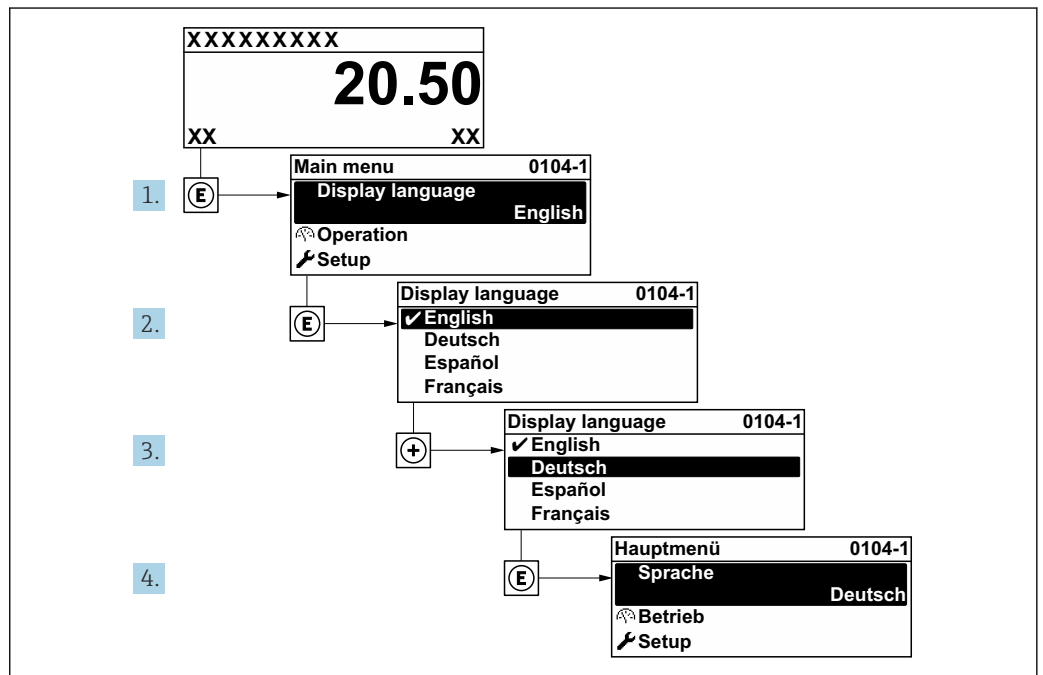 XXXXXXXXX
20.50
XX XX
1. E
Main menu 0104-1
Display language
English
Operation
Setup
2. E
Display language 0104-1
✔English
Deutsch
Español
Français
3. +
Display language 0104-1
✔English
Deutsch
Español
Français
4. E
Hauptmenü 0104-1
Sprache
Deutsch
Betrieb
Setup